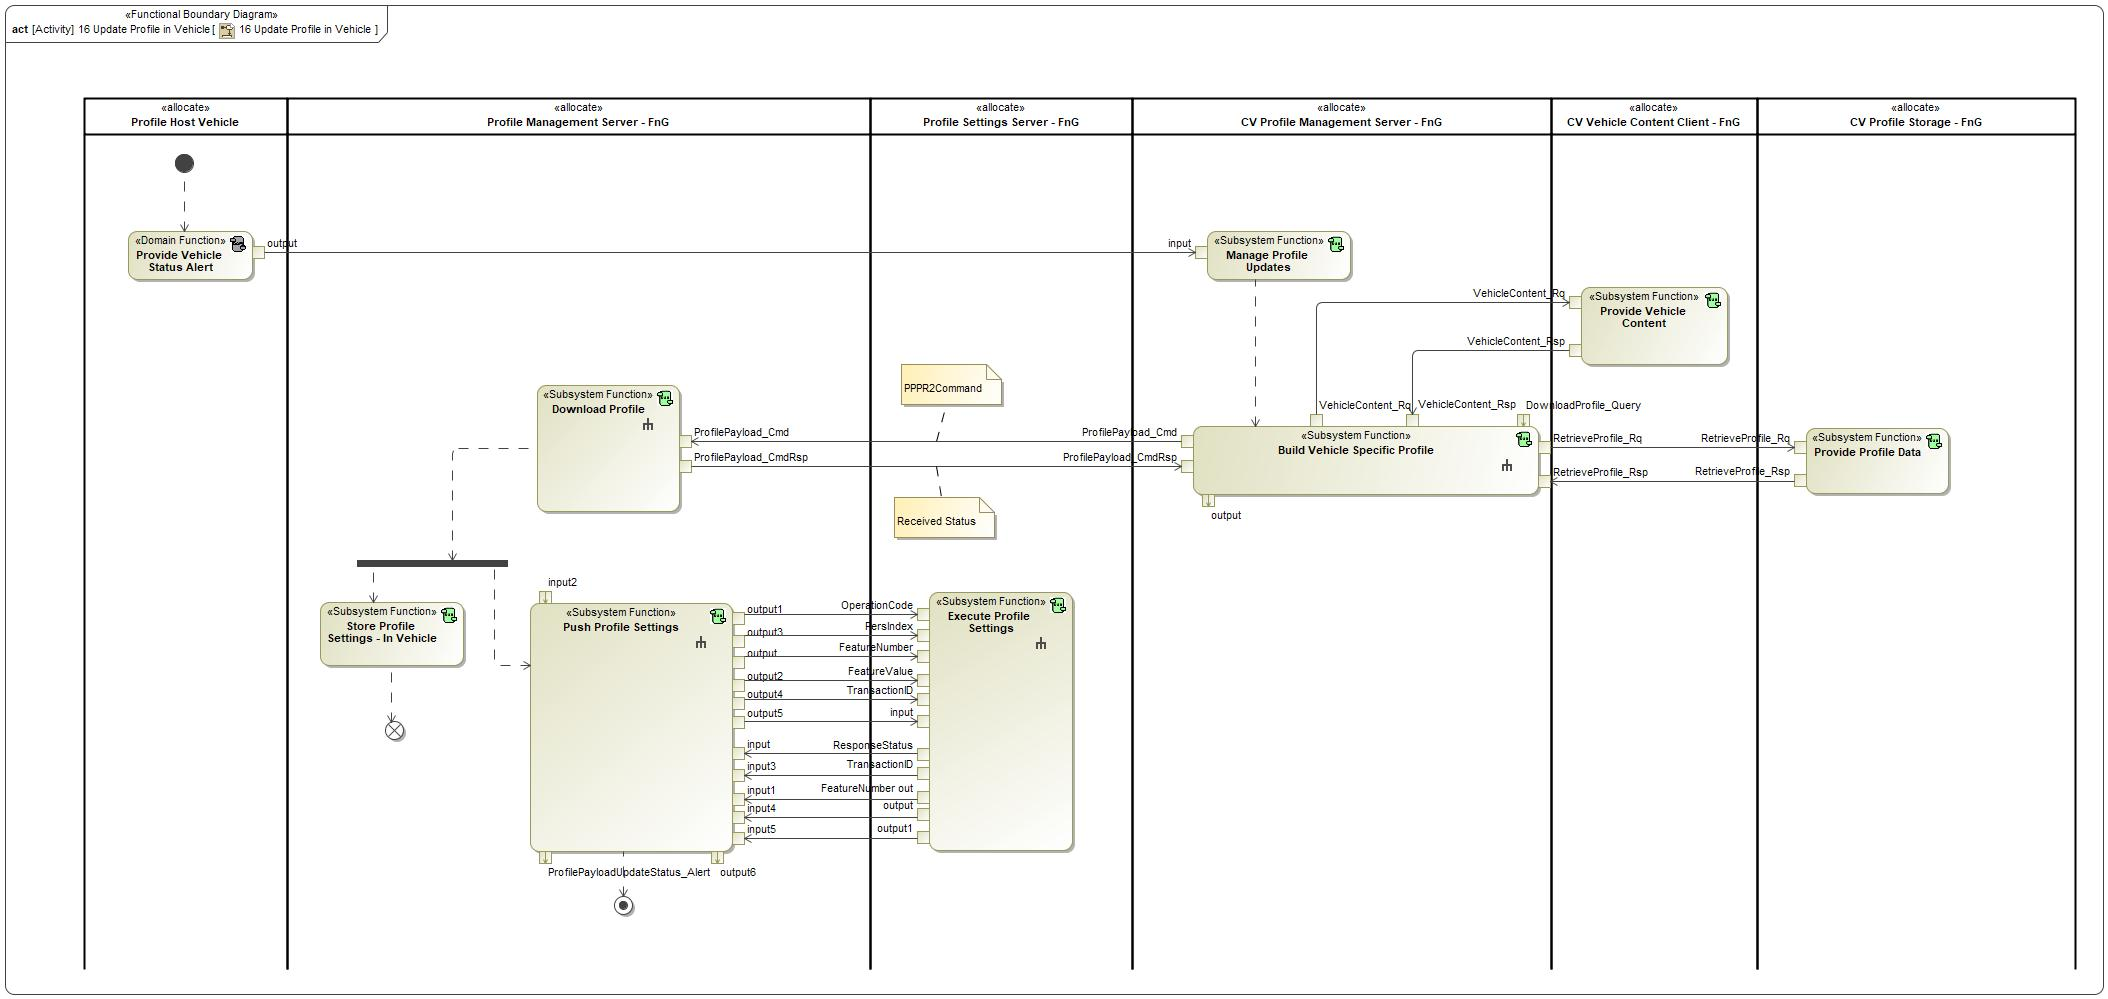 «Functional Boundary Diagram»
act [Activity] 16 Update Profile in Vehicle [ 16 Update Profile in Vehicle ]
«allocate»
Profile Host Vehicle
«allocate»
Profile Management Server - FnG
«allocate»
Profile Settings Server - FnG
«allocate»
CV Profile Management Server - FnG
«allocate»
CV Vehicle Content Client - FnG
«allocate»
CV Profile Storage - FnG
«Domain Function»
Provide Vehicle
Status Alert
output
input
«Subsystem Function»
Manage Profile
Updates
VehicleContent_Rq
«Subsystem Function»
Provide Vehicle
Content
VehicleContent_Rsp
PPPR2Command
«Subsystem Function»
Download Profile
VehicleContent_Rq
VehicleContent_Rsp
DownloadProfile_Query
ProfilePayload_Cmd
ProfilePayload_Cmd
«Subsystem Function»
Build Vehicle Specific Profile
RetrieveProfile_Rq
RetrieveProfile_Rq
«Subsystem Function»
Provide Profile Data
ProfilePayload_CmdRsp
ProfilePayload_CmdRsp
RetrieveProfile_Rsp
RetrieveProfile_Rsp
output
Received Status
input2
«Subsystem Function»
Store Profile
Settings - In Vehicle
«Subsystem Function»
Push Profile Settings
«Subsystem Function»
Execute Profile
Settings
output1
OperationCode
output3
PersIndex
output
FeatureNumber
output2
FeatureValue
output4
TransactionID
output5
input
input
ResponseStatus
input3
TransactionID
input1
FeatureNumber out
input4
output
input5
output1
ProfilePayloadUpdateStatus_Alert
output6